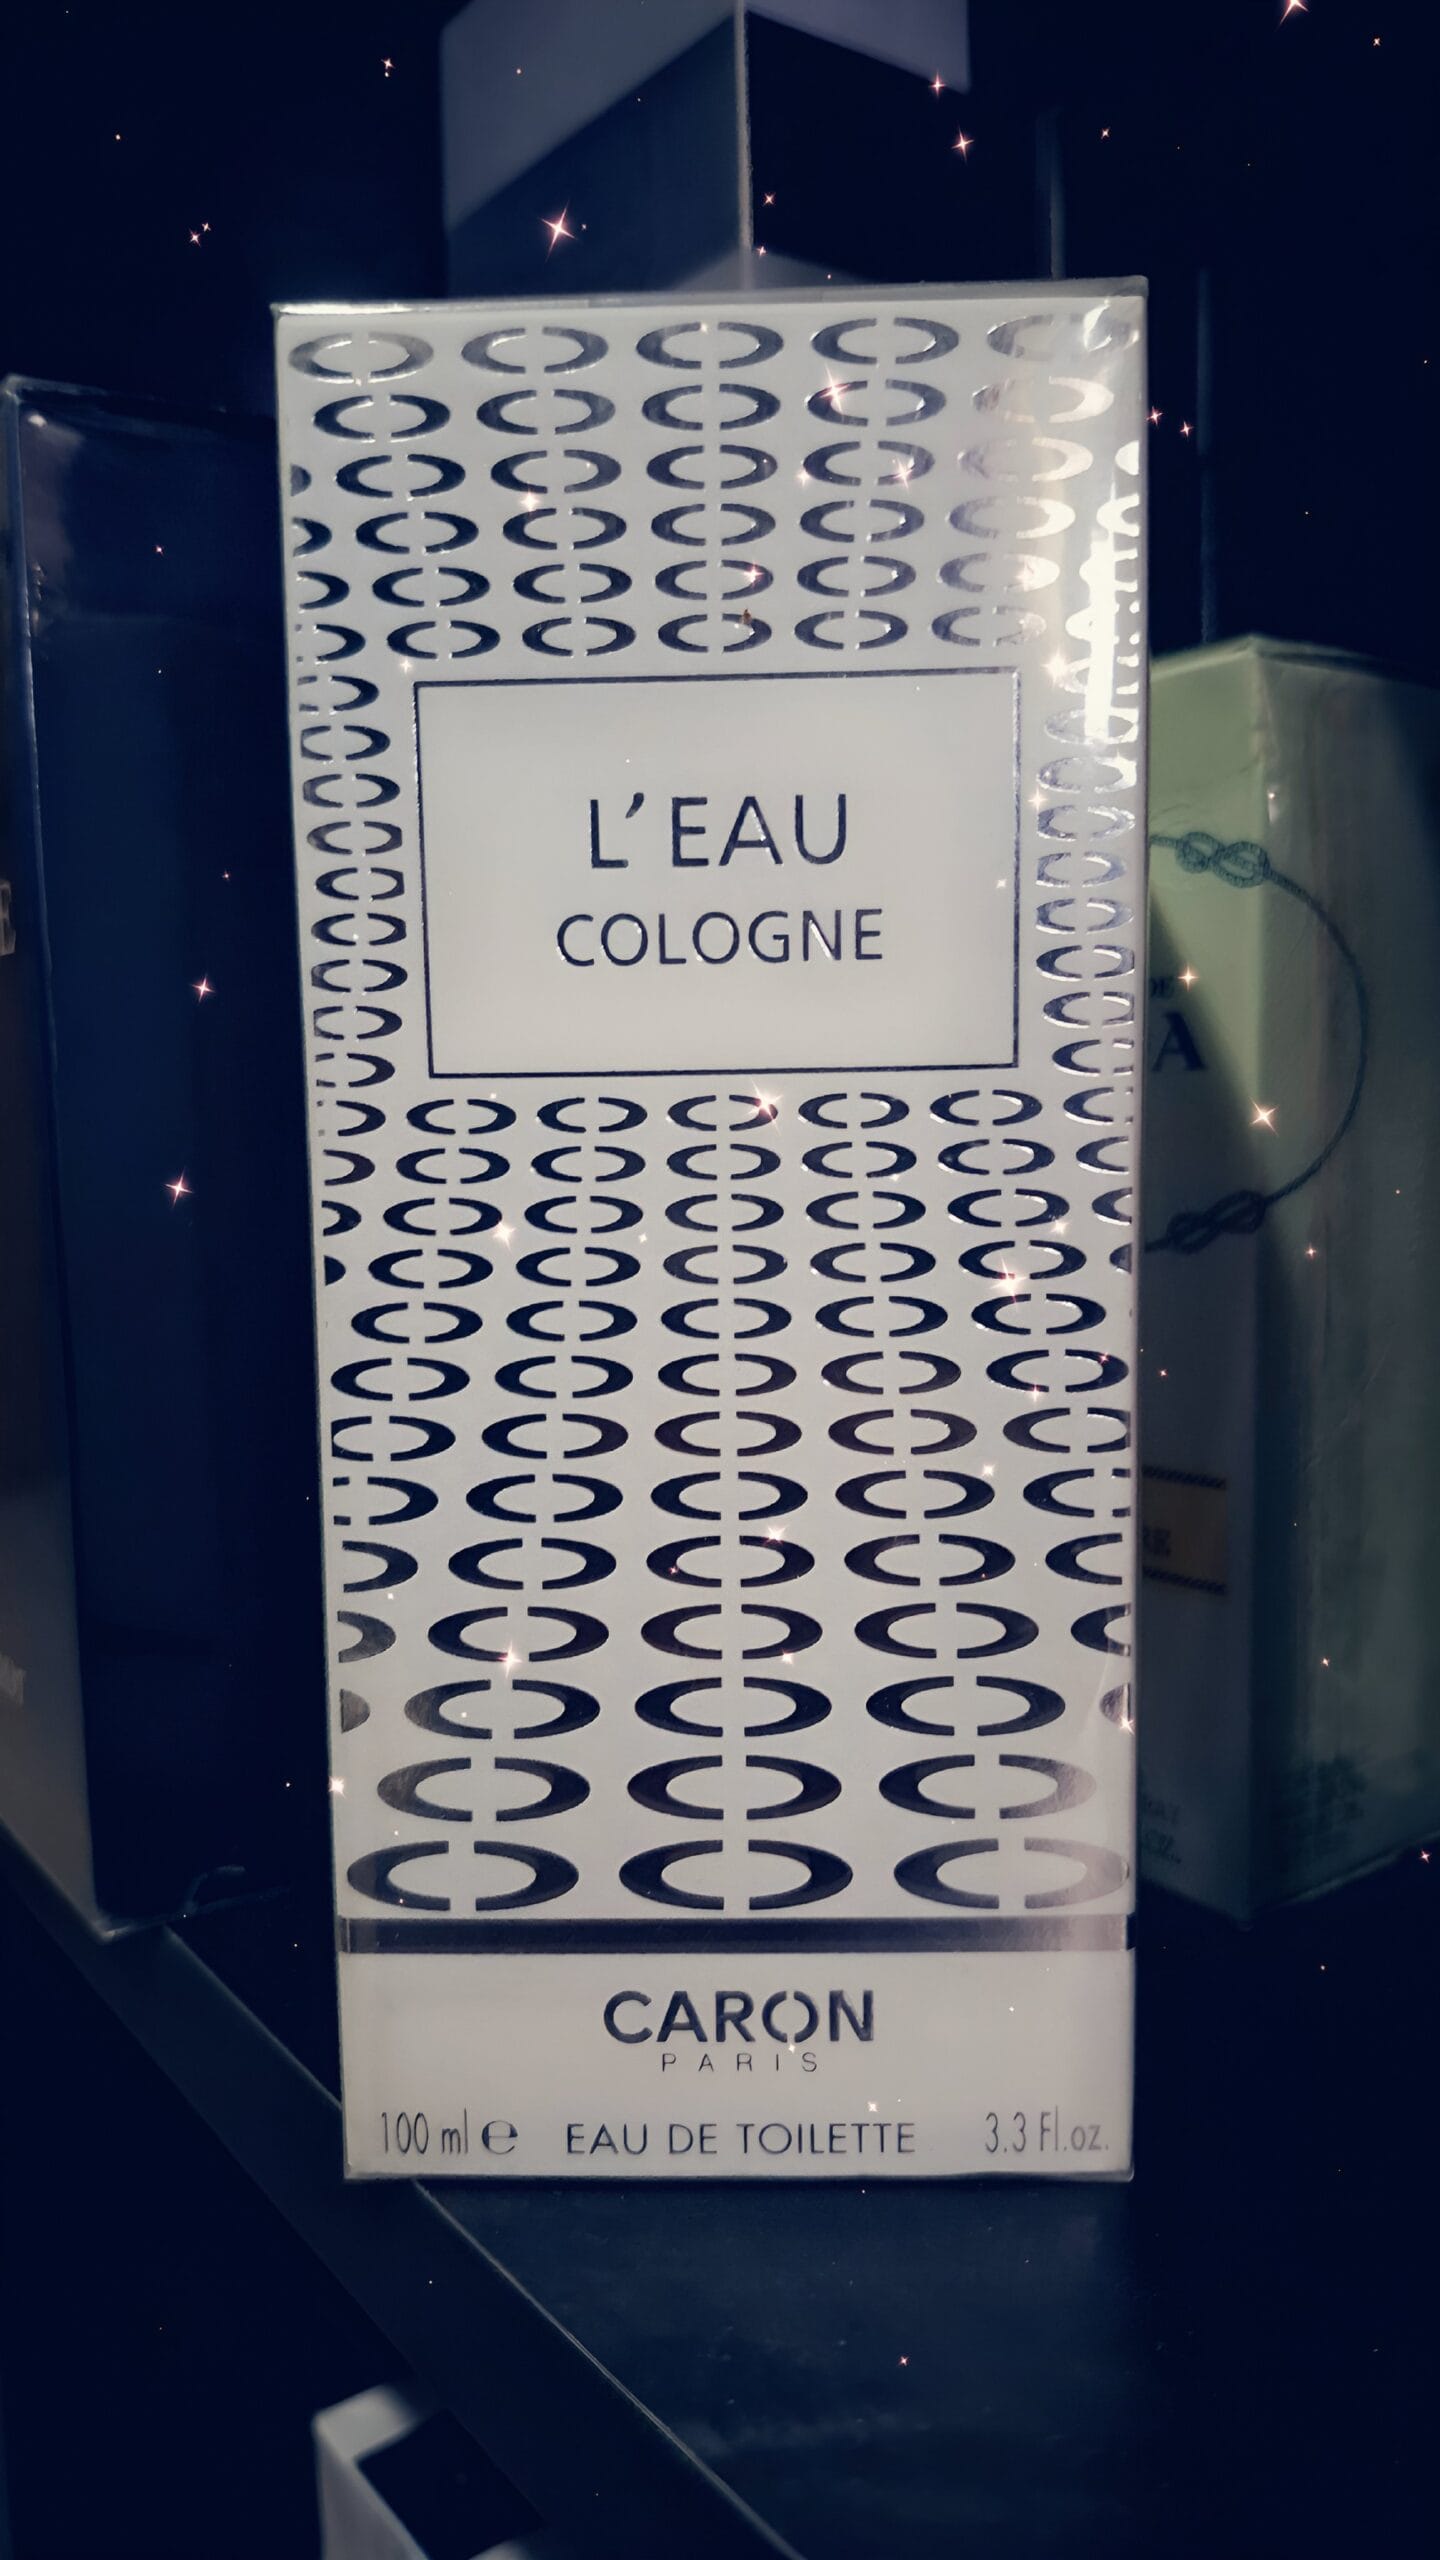 L'EAU
COLOGNE
CARON
PARIS
100 ml e EAU DE TOILETTE 3.3 Fl.oz.